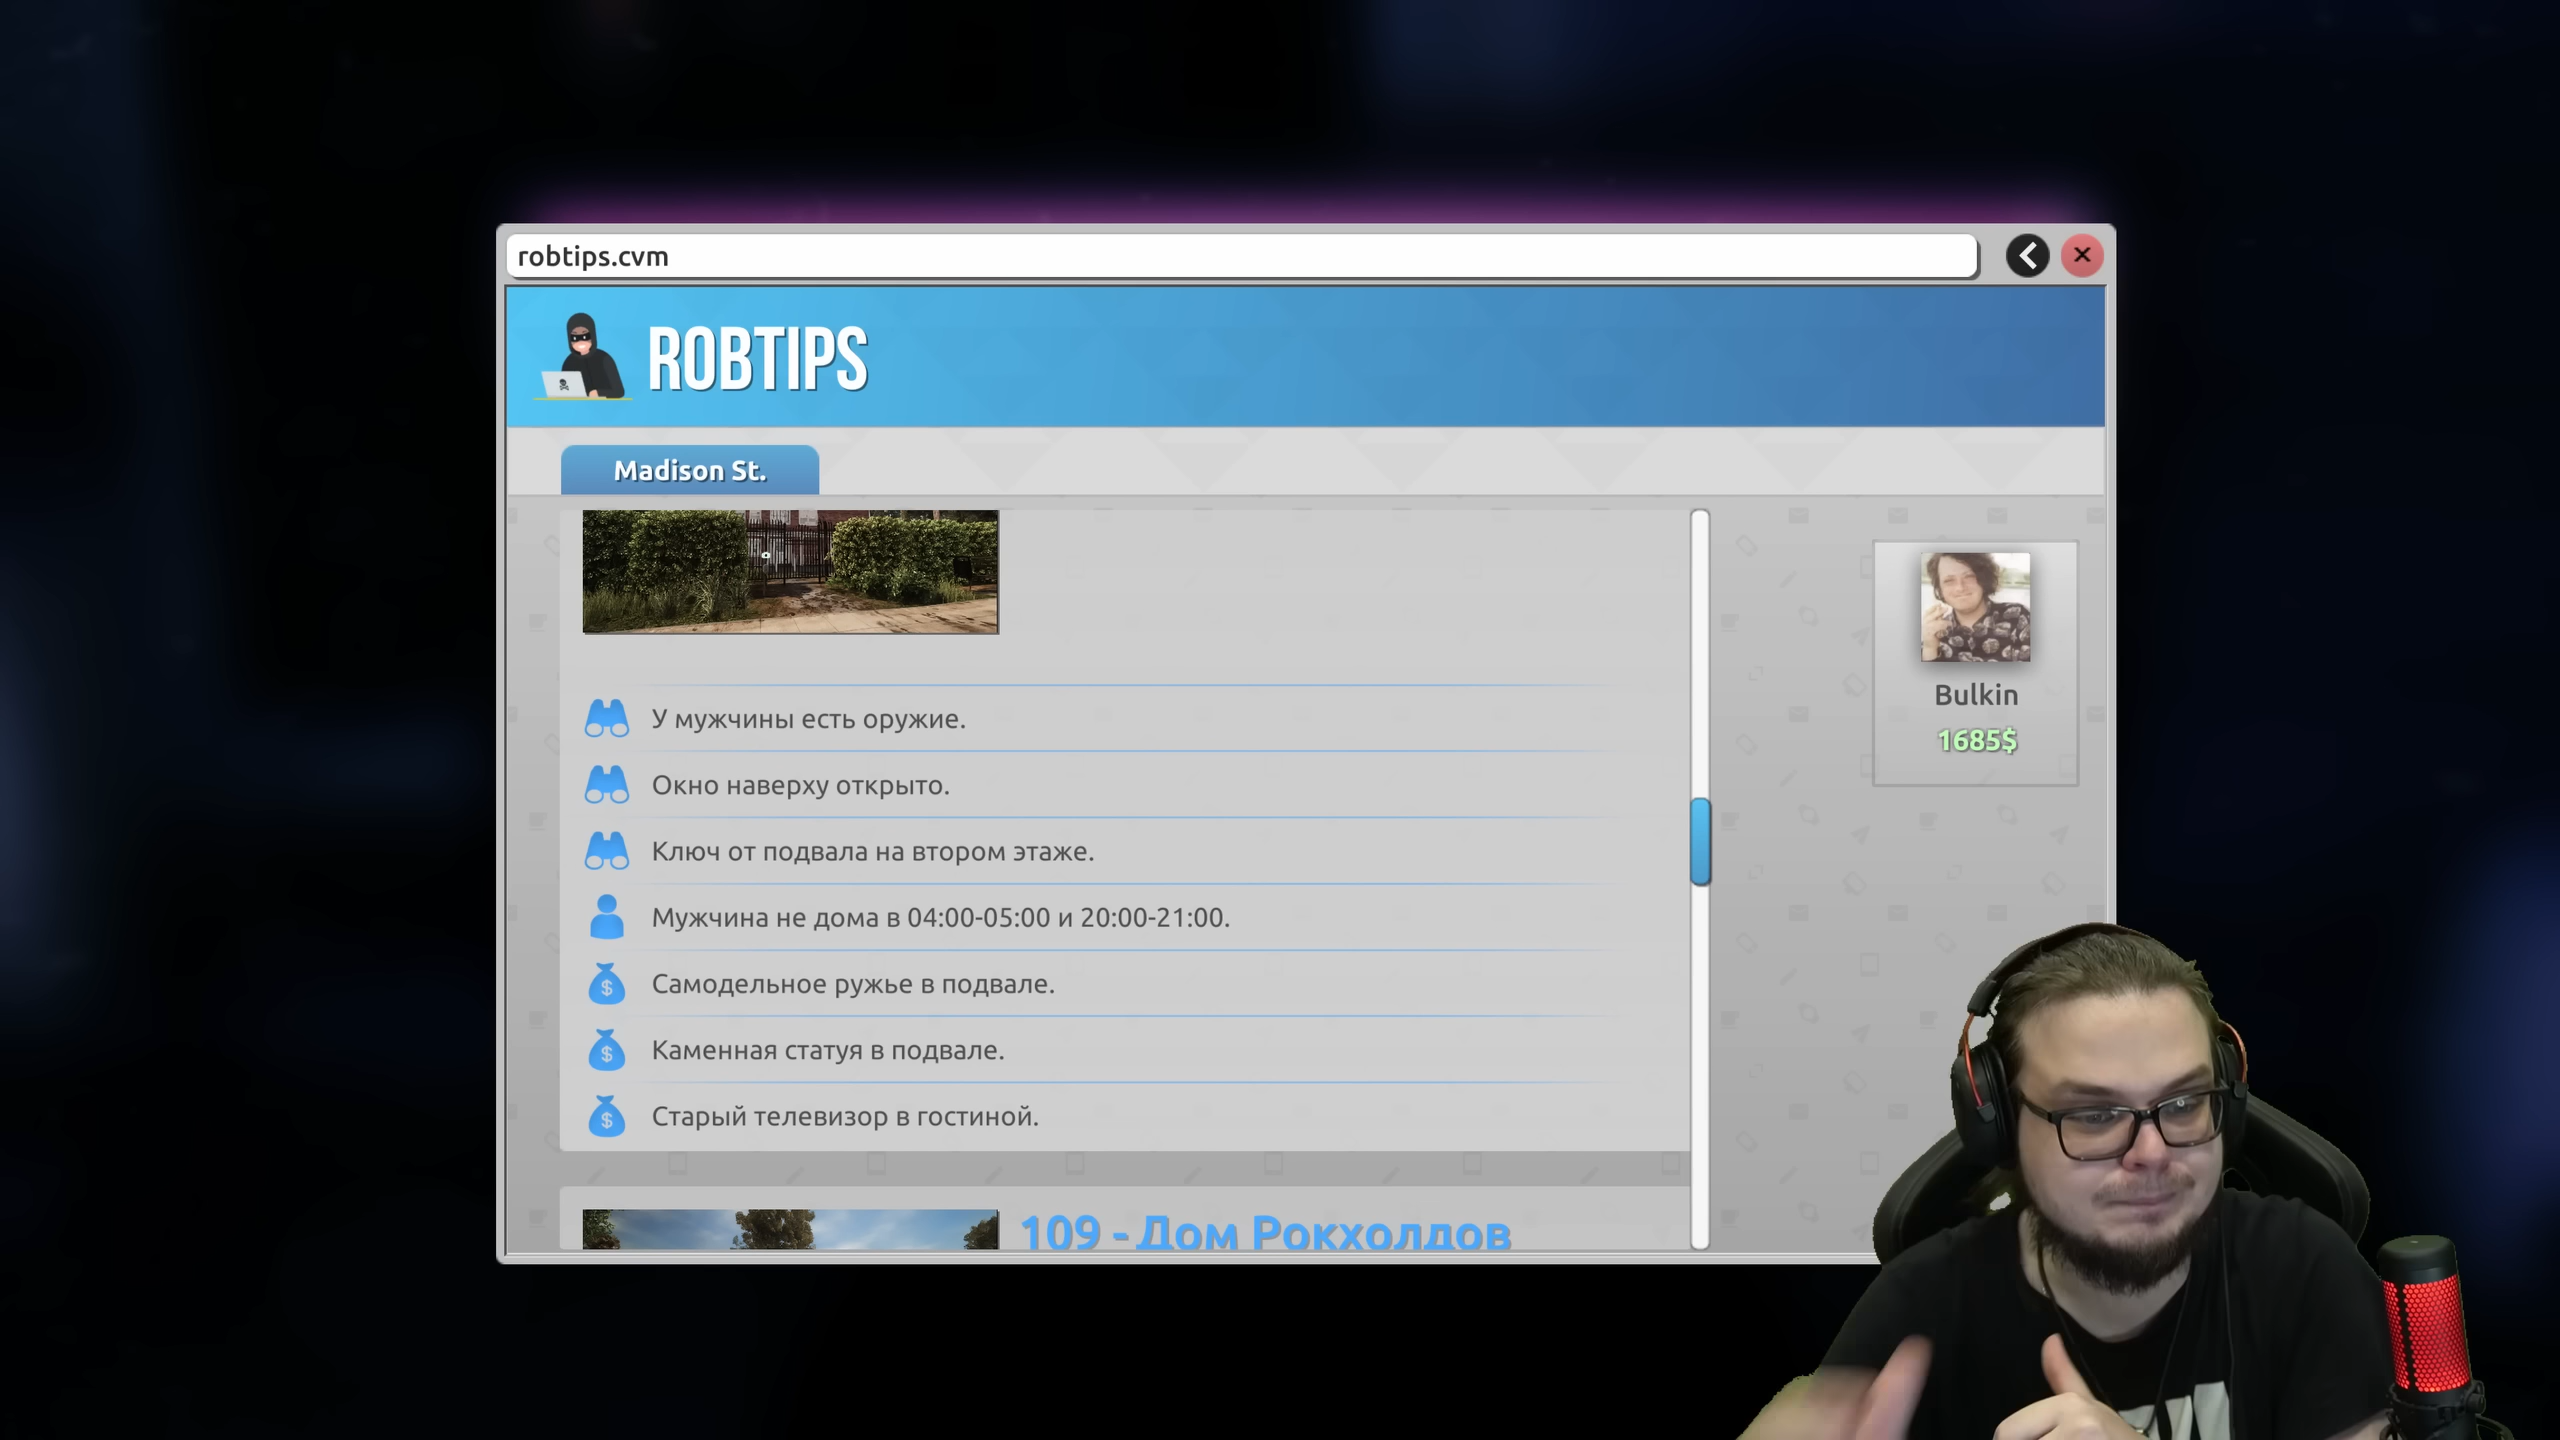 robtips.cvm
ROBTIPS
Madison St.
Bulkin
1685$
У мужчины есть оружие.
Окно наверху открыто.
Ключ от подвала на втором этаже.
Мужчина не дома в 04:00-05:00 и 20:00-21:00.
Самодельное ружье в подвале.
Каменная статуя в подвале.
Старый телевизор в гостиной.
109 - Дом Рокхолдов